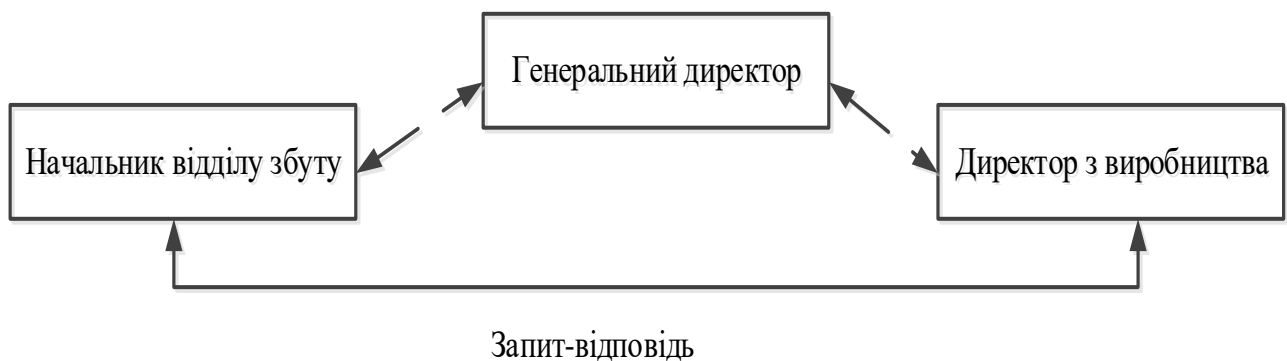 Генеральний директор
Начальник відділу збуту
Директор з виробництва
Запит-відповідь